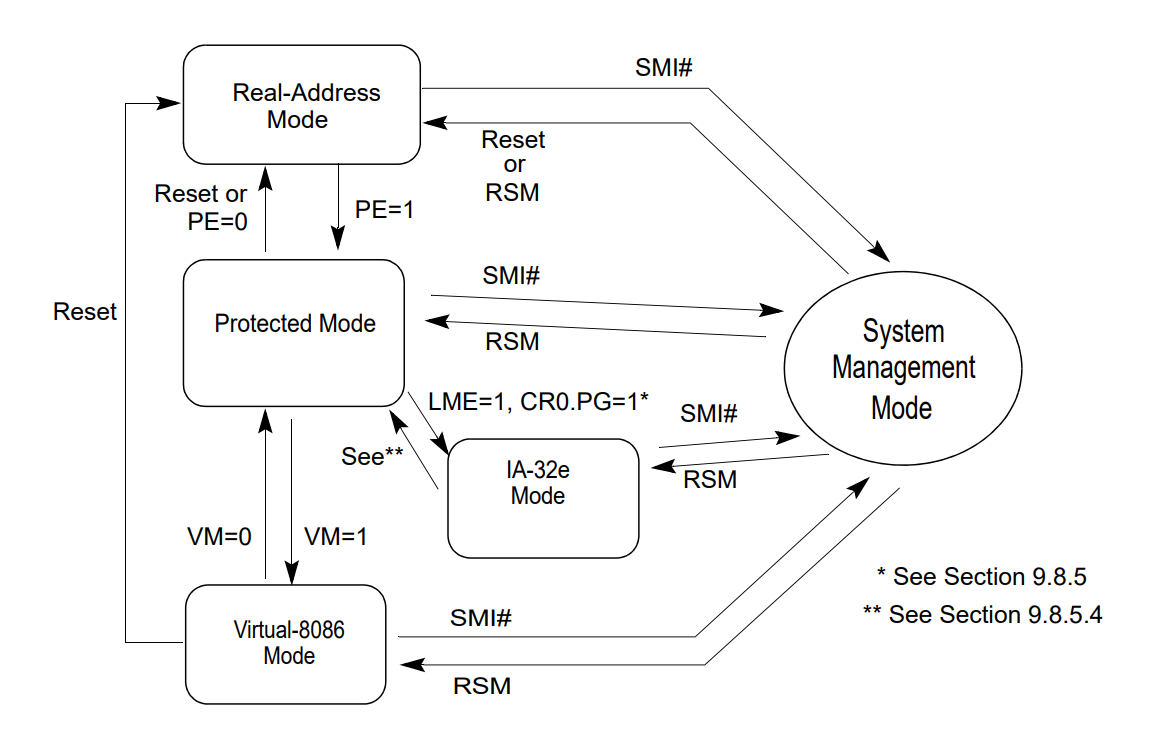 SMI#
Real-Address
Mode
Reset
or
RSM
Reset or
PE=0
PE=1
SMI#
Reset
Protected Mode
RSM
System
Management
Mode
LME=1, CR0.PG=1*
SMI#
See**
IA-32e
Mode
RSM
VM=0
VM=1
* See Section 9.8.5
** See Section 9.8.5.4
SMI#
Virtual-8086
Mode
RSM